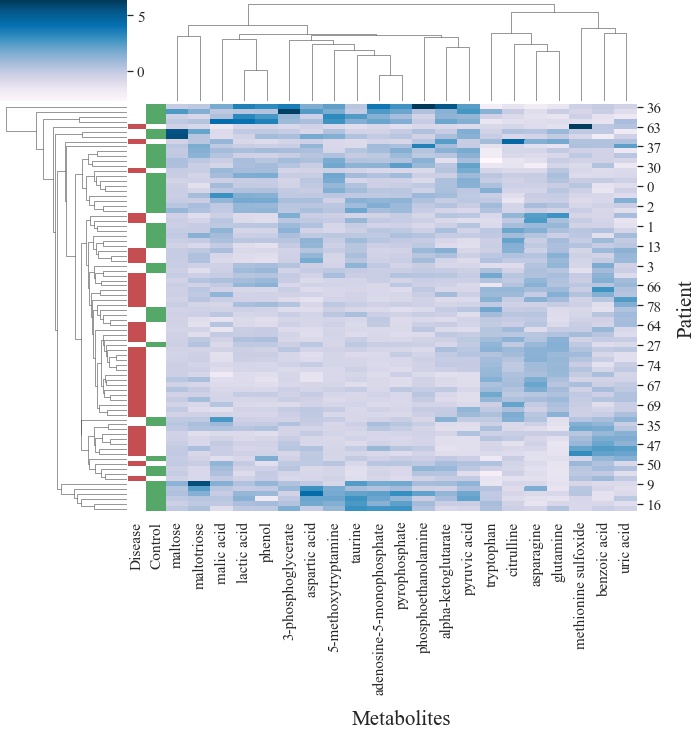 5
0
36
63
37
30
0
2
1
13
3
66
78
64
27
74
67
69
35
47
50
9
16
Patient
Disease
Control
maltose
maltotriose
malic acid
lactic acid
phenol
3-phosphoglycerate
aspartic acid
5-methoxytryptamine
taurine
adenosine-5-monophosphate
pyrophosphate
phosphoethanolamine
alpha-ketoglutarate
pyruvic acid
tryptophan
citrulline
asparagine
glutamine
methionine sulfoxide
benzoic acid
uric acid
Metabolites